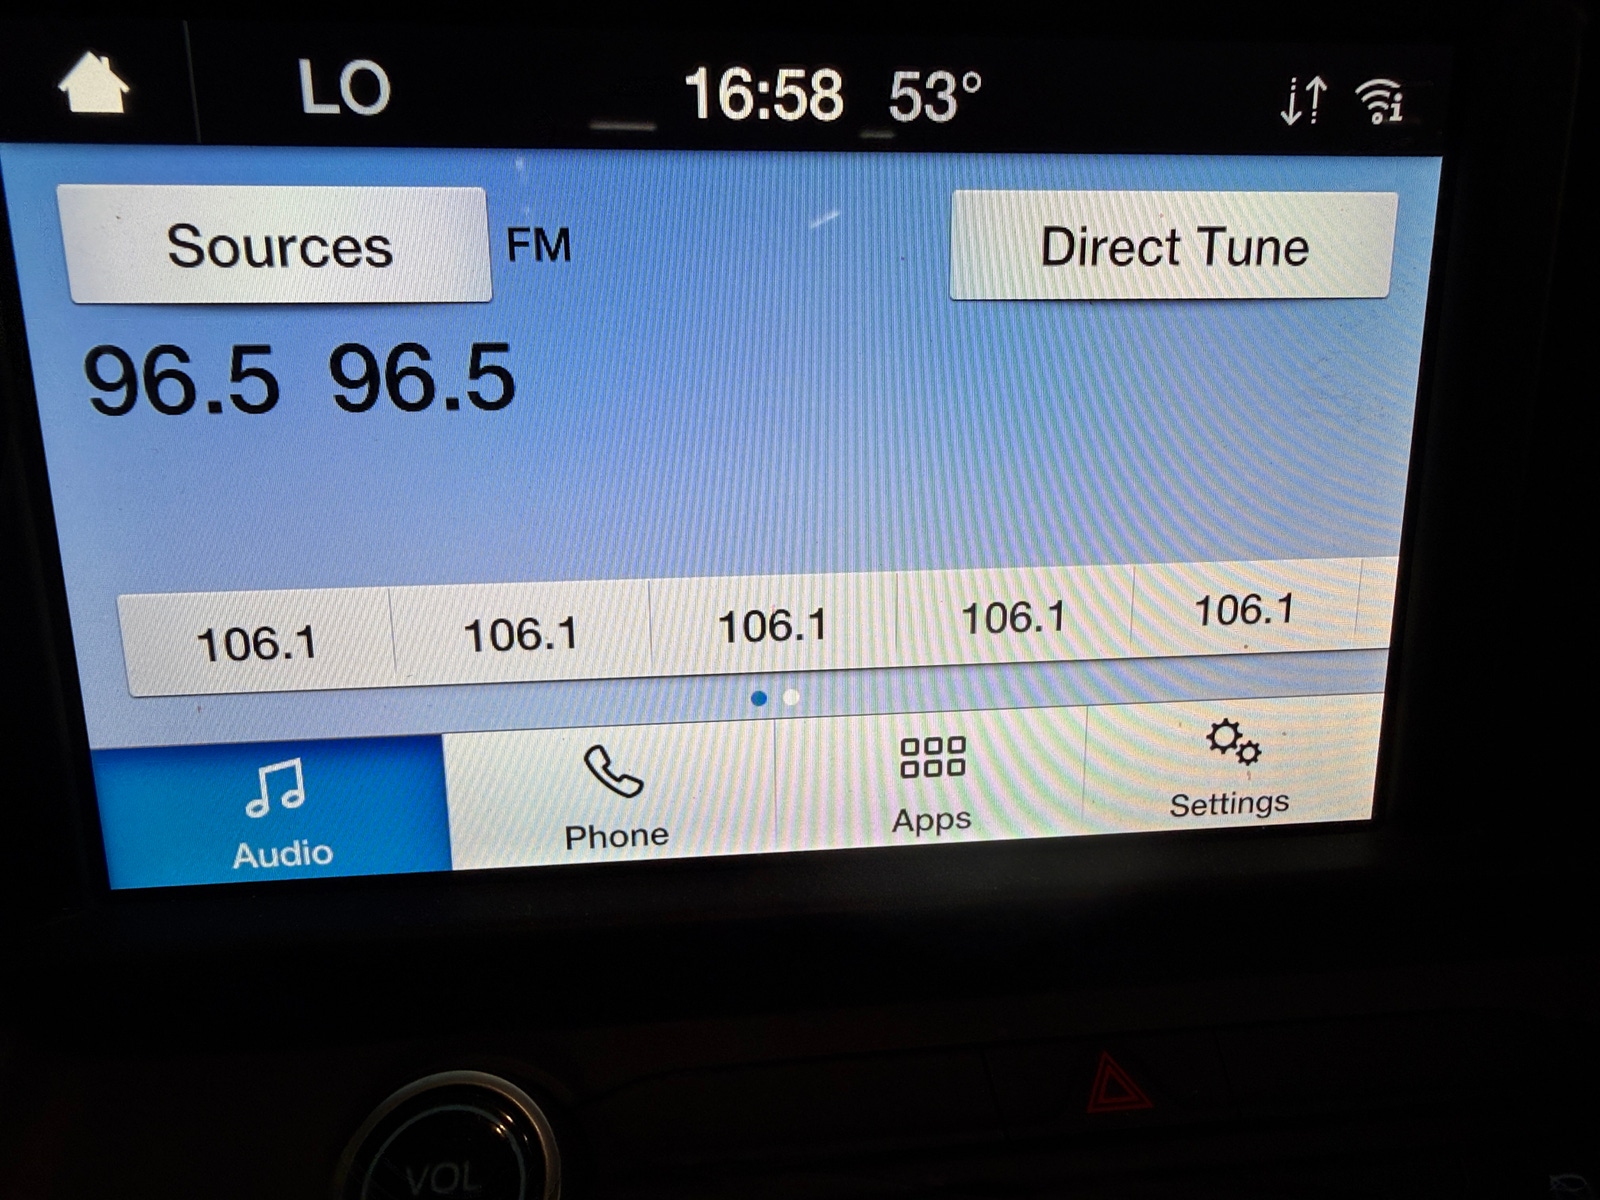 LO 16:58 53°
Sources FM Direct Tune
96.5 96.5
106.1 106.1 106.1 106.1 106.1
Audio Phone Apps Settings
VOL